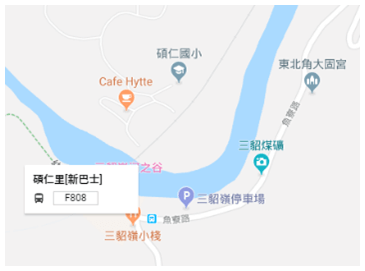 碩仁國小
東北角大固宮
Cafe Hytte
魚寮路
三貂煤礦
碩仁里[新巴士]
F808
三貂嶺停車場
魚寮路
三貂嶺小棧